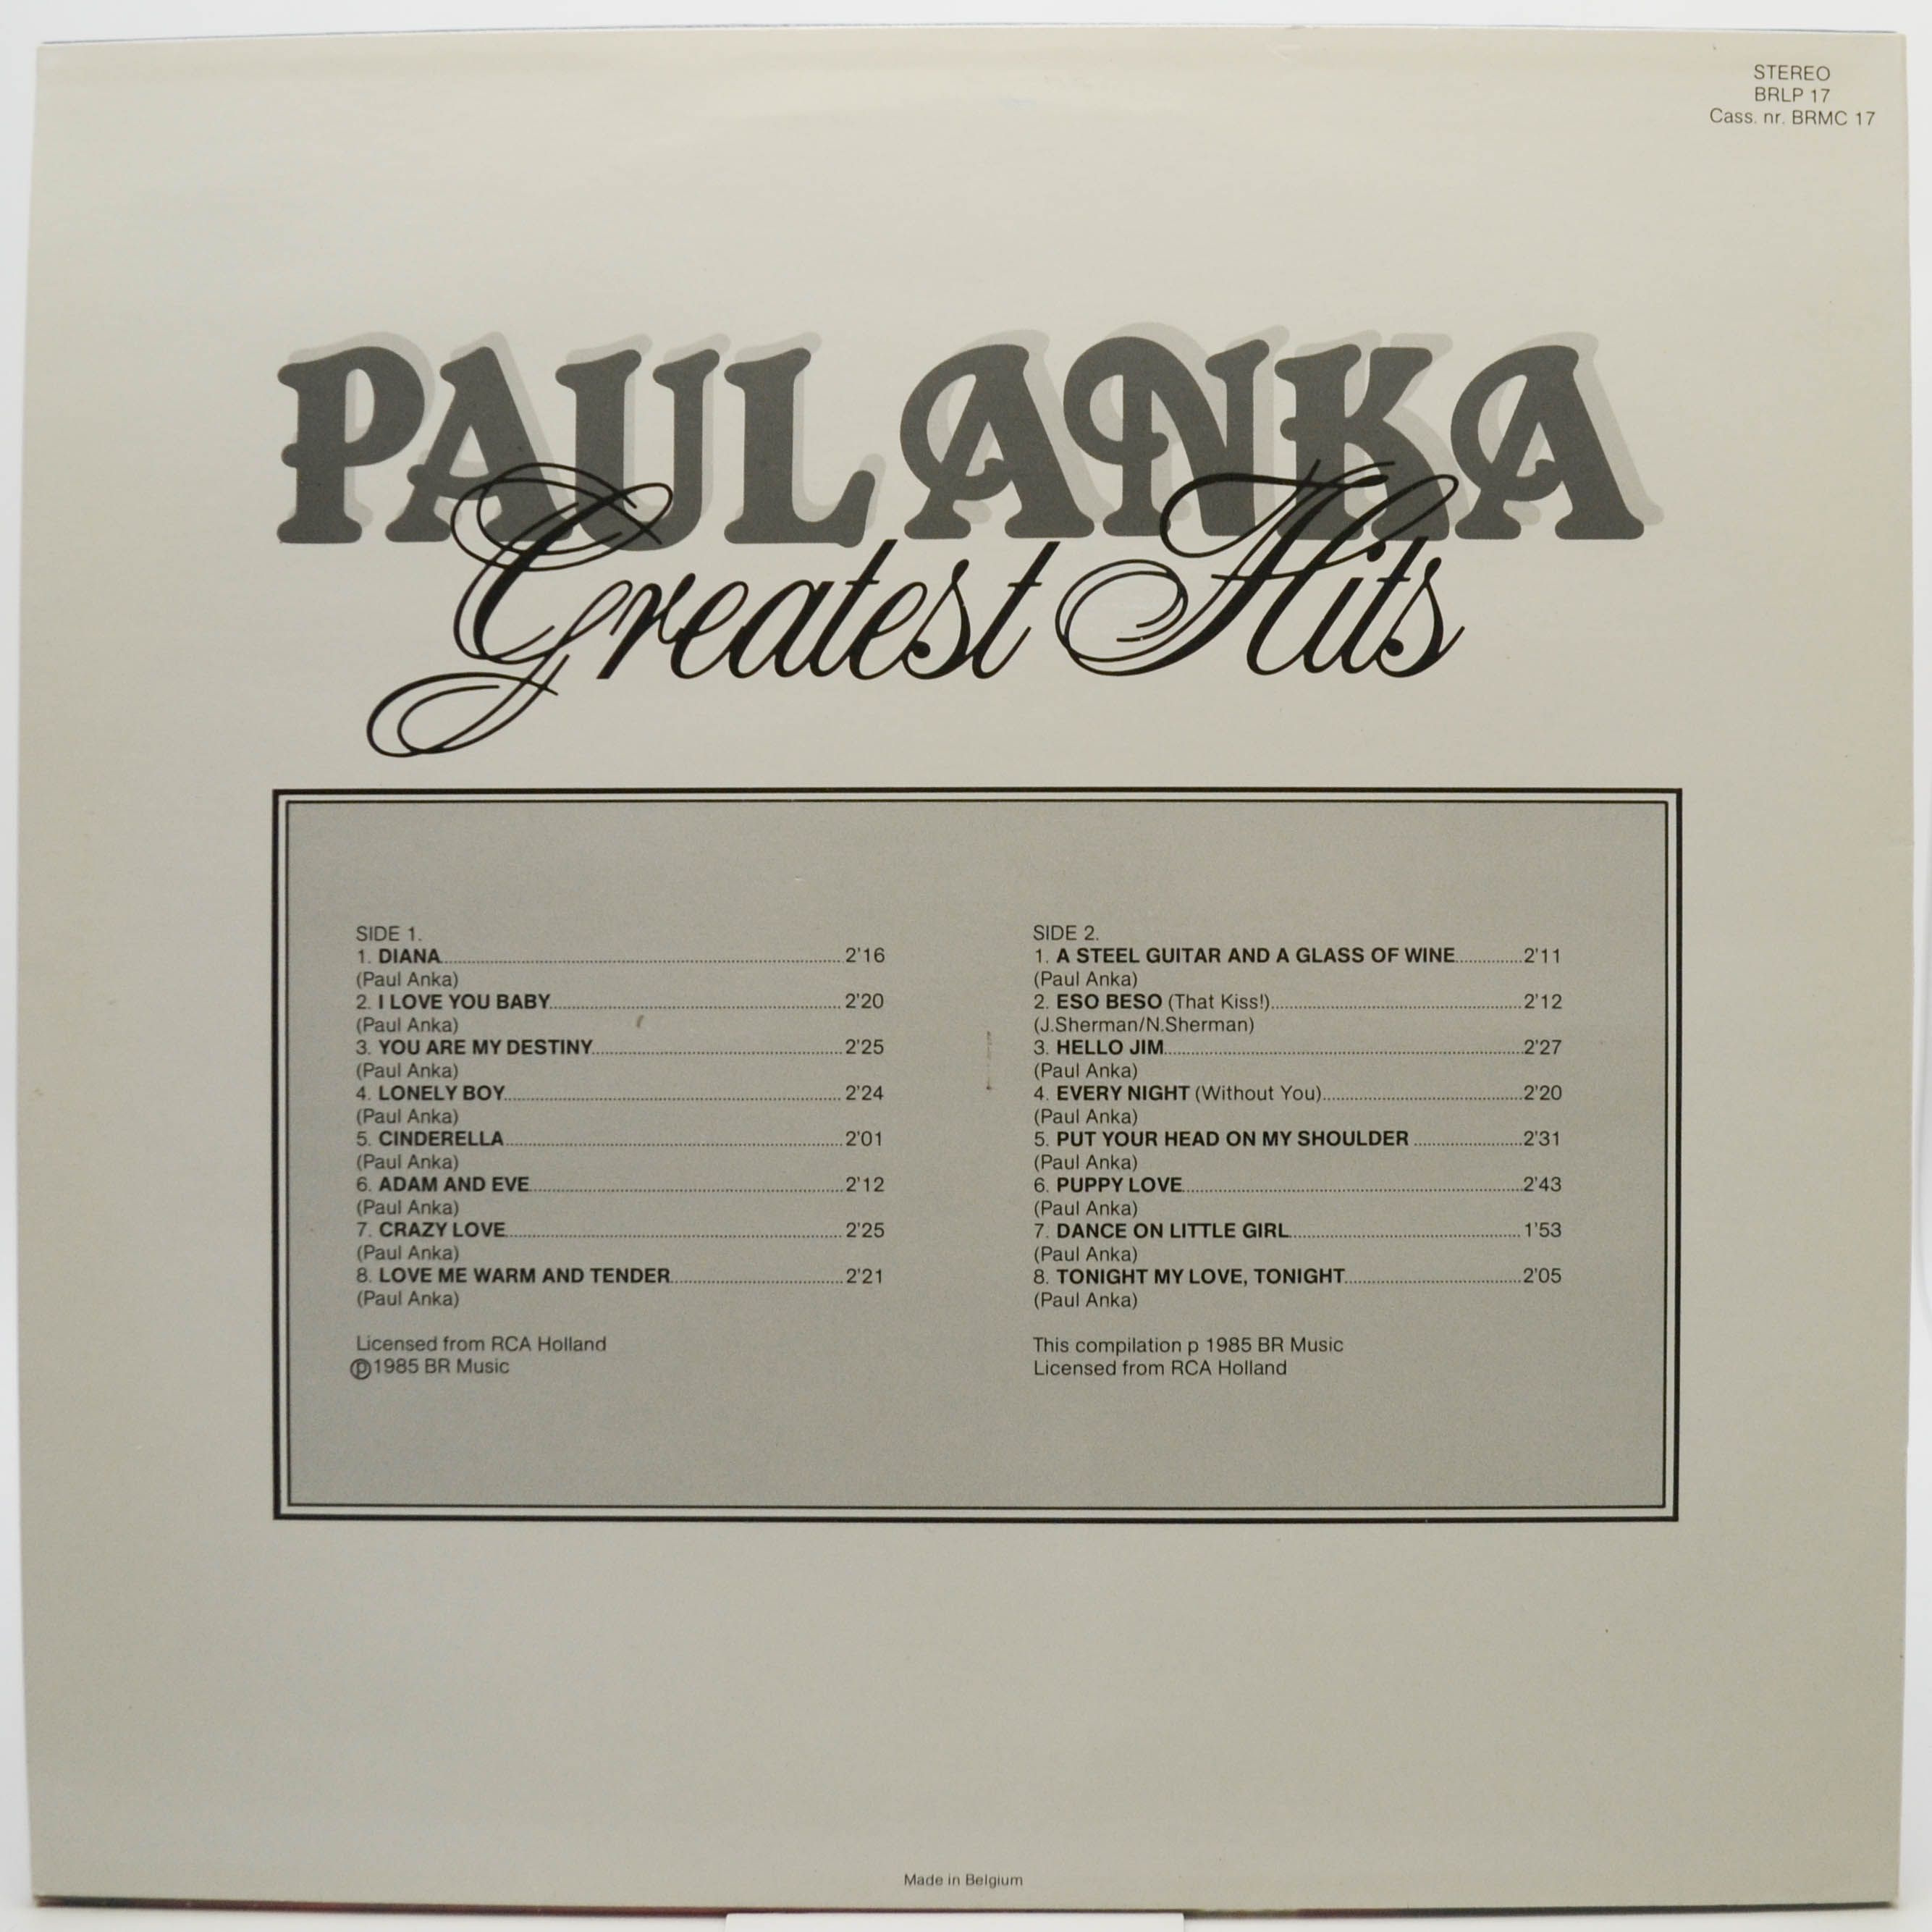 STEREO
BRLP 17
Cass. nr. BRMC 17
PAUL ANKA
Greatest Hits
SIDE 1.
1. DIANA 2'16
(Paul Anka)
2. I LOVE YOU BABY 2'20
(Paul Anka)
3. YOU ARE MY DESTINY 2'25
(Paul Anka)
4. LONELY BOY 2'24
(Paul Anka)
5. CINDERELLA 2'01
(Paul Anka)
6. ADAM AND EVE 2'12
(Paul Anka)
7. CRAZY LOVE 2'25
(Paul Anka)
8. LOVE ME WARM AND TENDER 2'21
(Paul Anka)
Licensed from RCA Holland
℗1985 BR Music
SIDE 2.
1. A STEEL GUITAR AND A GLASS OF WINE 2'11
(Paul Anka)
2. ESO BESO (That Kiss!) 2'12
(J.Sherman/N.Sherman)
3. HELLO JIM 2'27
(Paul Anka)
4. EVERY NIGHT (Without You) 2'20
(Paul Anka)
5. PUT YOUR HEAD ON MY SHOULDER 2'31
(Paul Anka)
6. PUPPY LOVE 2'43
(Paul Anka)
7. DANCE ON LITTLE GIRL 1'53
(Paul Anka)
8. TONIGHT MY LOVE, TONIGHT 2'05
(Paul Anka)
This compilation p 1985 BR Music
Licensed from RCA Holland
Made in Belgium